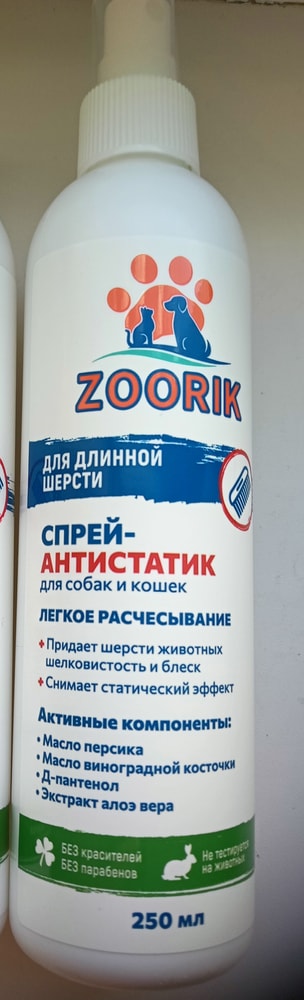 ZOORIK
ДЛЯ ДЛИННОЙ
ШЕРСТИ
СПРЕЙ-
АНТИСТАТИК
для собак и кошек
ЛЕГКОЕ РАСЧЕСЫВАНИЕ
+ Придает шерсти животных
шелковистость и блеск
+ Снимает статический эффект
Активные компоненты:
• Масло персика
• Масло виноградной косточки
• Д-пантенол
• Экстракт алоэ вера
БЕЗ красителей
БЕЗ парабенов
Не тестируется
на животных
250 мл